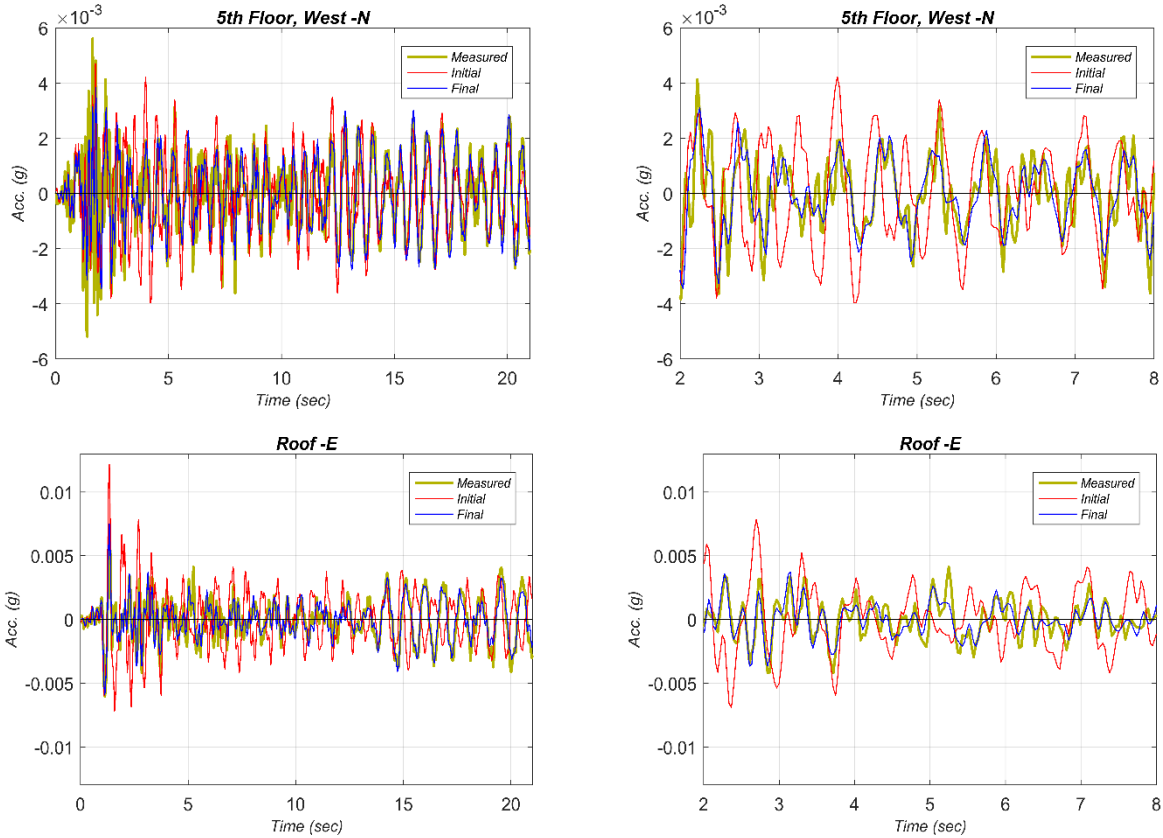 5th Floor, West -N
×10⁻³
6
4
2
0
-2
-4
-6
Acc. (g)
0
5
10
15
20
Time (sec)
Measured
Initial
Final
5th Floor, West -N
×10⁻³
6
4
2
0
-2
-4
-6
Acc. (g)
2
3
4
5
6
7
8
Time (sec)
Measured
Initial
Final
Roof -E
0.01
0.005
0
-0.005
-0.01
Acc. (g)
0
5
10
15
20
Time (sec)
Measured
Initial
Final
Roof -E
0.01
0.005
0
-0.005
-0.01
Acc. (g)
2
3
4
5
6
7
8
Time (sec)
Measured
Initial
Final